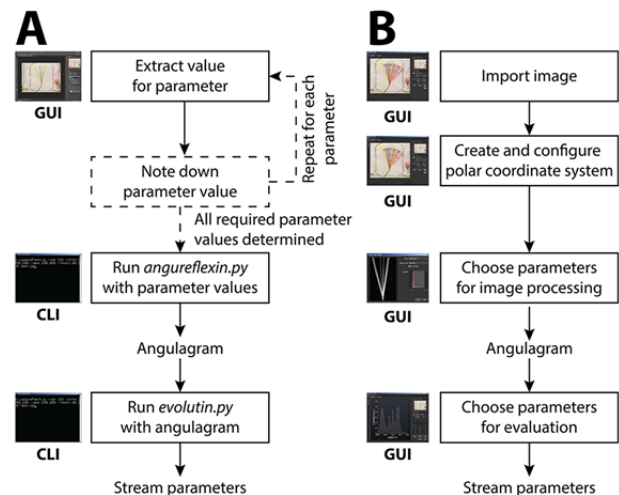 A
Extract value
for parameter
GUI
Repeat for each
parameter
Note down
parameter value
All required parameter
values determined
Run angureflexin.py
with parameter values
CLI
Angulagram
Run evolutin.py
with angulagram
CLI
Stream parameters
B
Import image
GUI
Create and configure
polar coordinate system
GUI
Choose parameters
for image processing
GUI
Angulagram
Choose parameters
for evaluation
GUI
Stream parameters